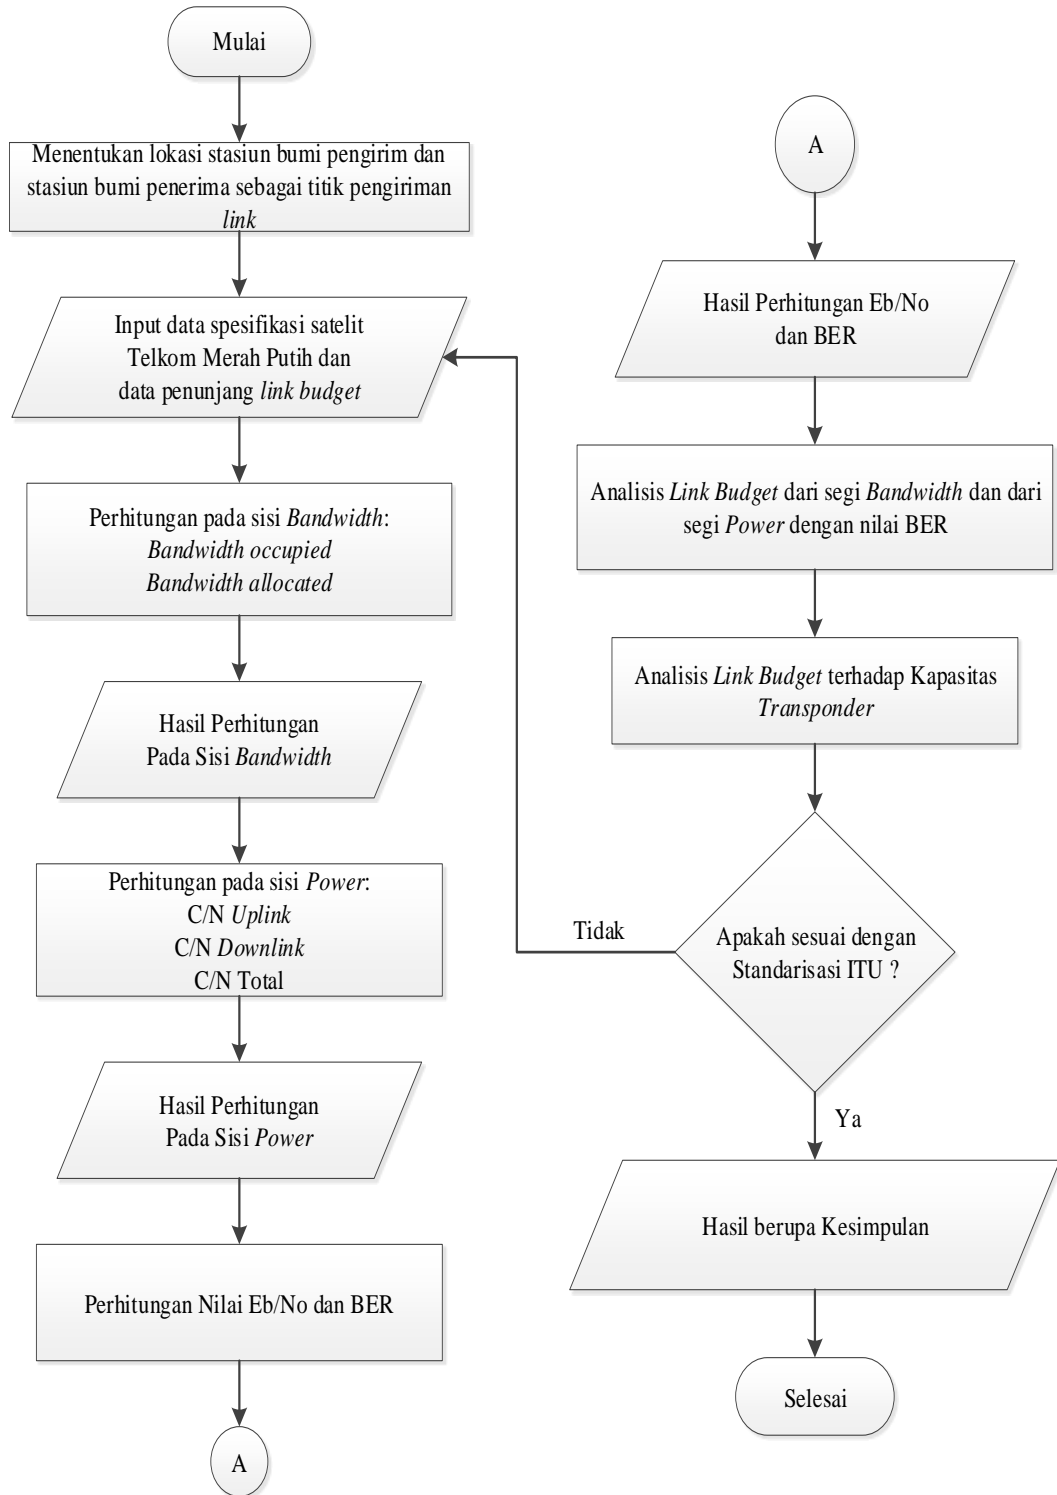 Mulai
Menentukan lokasi stasiun bumi pengirim dan
stasiun bumi penerima sebagai titik pengiriman
link
Input data spesifikasi satelit
Telkom Merah Putih dan
data penunjang link budget
Perhitungan pada sisi Bandwidth:
Bandwidth occupied
Bandwidth allocated
Hasil Perhitungan
Pada Sisi Bandwidth
Perhitungan pada sisi Power:
C/N Uplink
C/N Downlink
C/N Total
Hasil Perhitungan
Pada Sisi Power
Perhitungan Nilai Eb/No dan BER
A
A
Hasil Perhitungan Eb/No
dan BER
Analisis Link Budget dari segi Bandwidth dan dari
segi Power dengan nilai BER
Analisis Link Budget terhadap Kapasitas
Transponder
Apakah sesuai dengan
Standarisasi ITU ?
Tidak
Ya
Hasil berupa Kesimpulan
Selesai